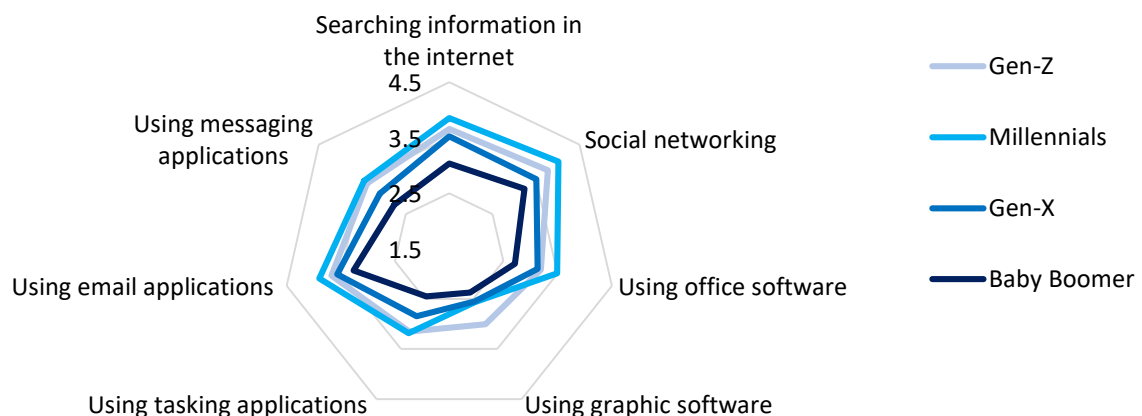 Searching information in
the internet
4.5
Using messaging
applications
3.5
Social networking
2.5
1.5
Using email applications
Using office software
Using tasking applications
Using graphic software
Gen-Z
Millennials
Gen-X
Baby Boomer